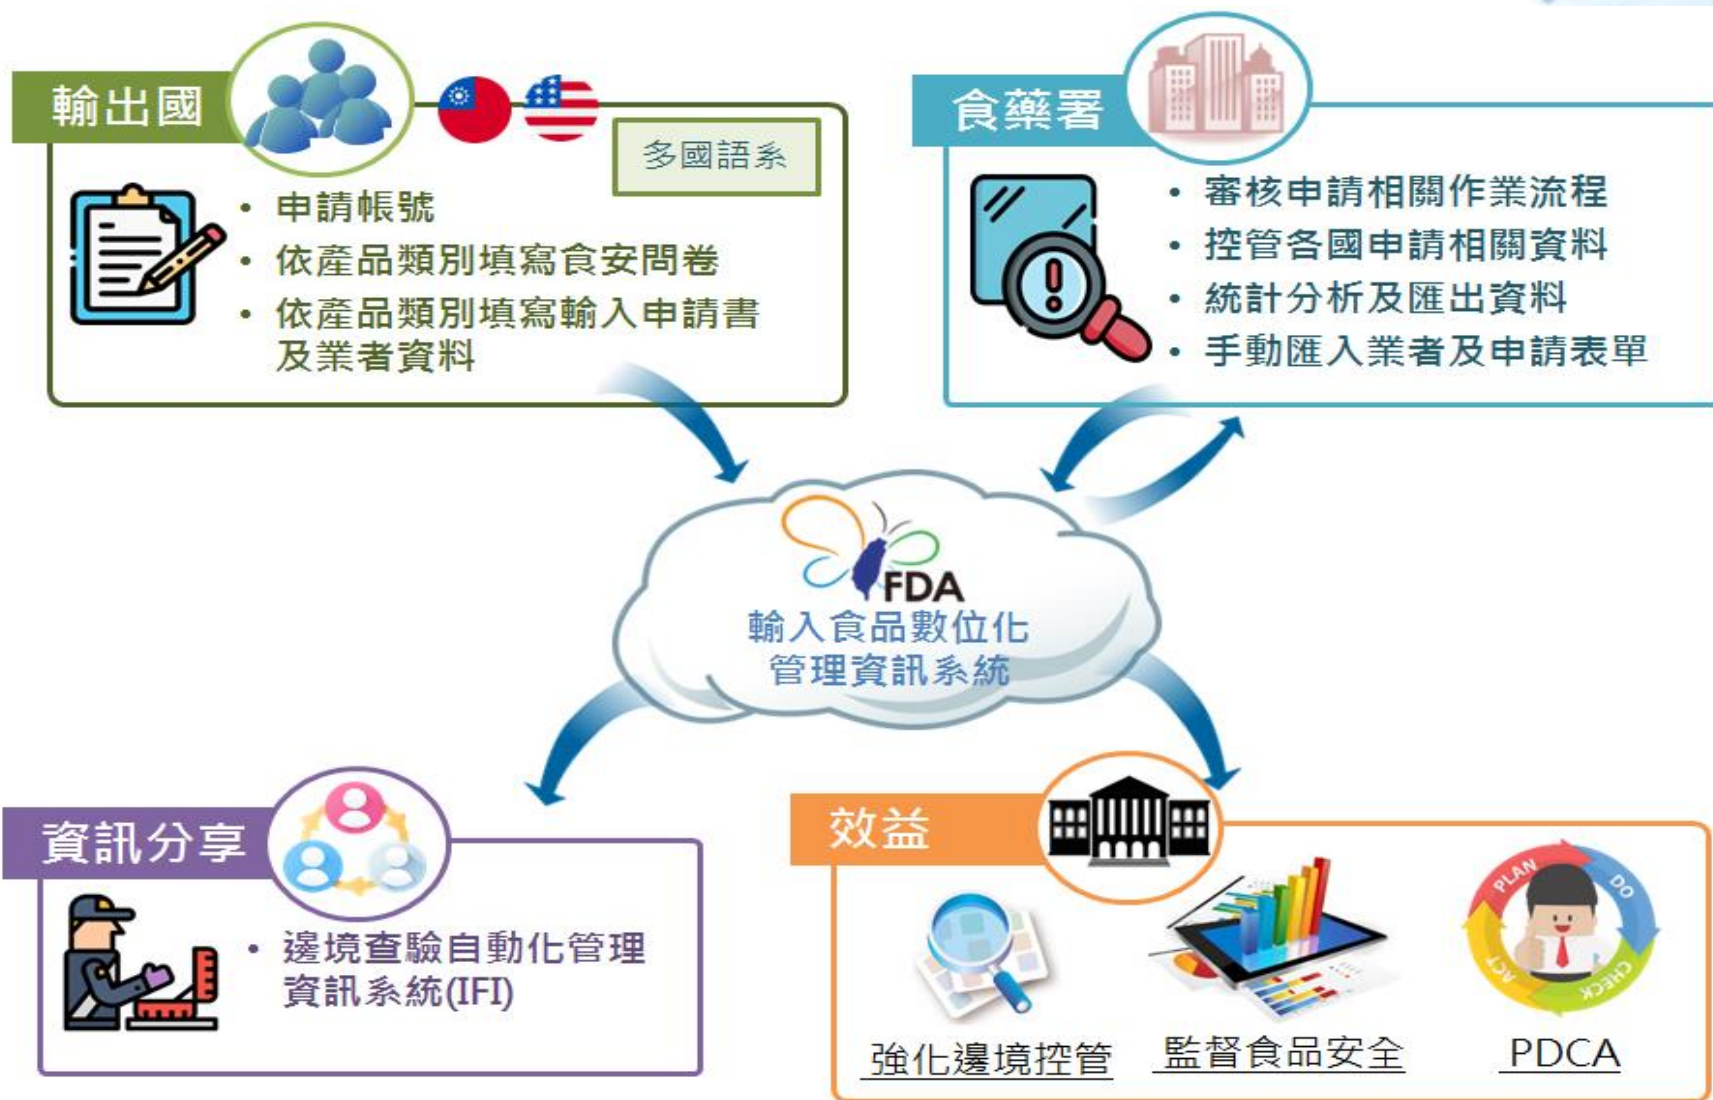 輸出國
多國語系
• 申請帳號
• 依產品類別填寫食安問卷
• 依產品類別填寫輸入申請書
及業者資料
食藥署
• 審核申請相關作業流程
• 控管各國申請相關資料
• 統計分析及匯出資料
• 手動匯入業者及申請表單
FDA
輸入食品數位化
管理資訊系統
資訊分享
• 邊境查驗自動化管理
資訊系統(IFI)
效益
PLAN
DO
CHECK
ACT
強化邊境控管
監督食品安全
PDCA